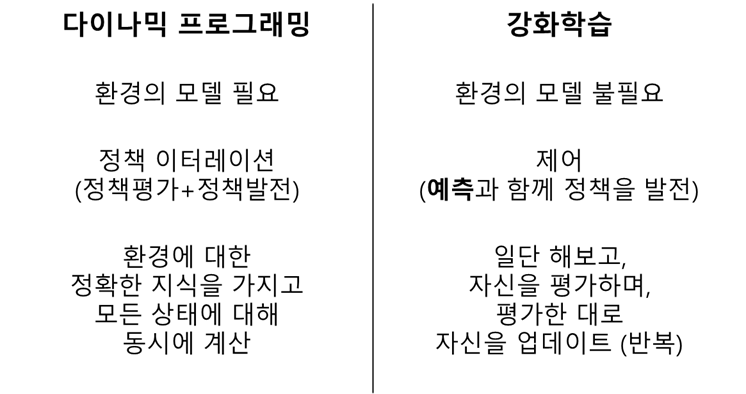 다이나믹 프로그래밍
환경의 모델 필요
정책 이터레이션
(정책평가+정책발전)
환경에 대한
정확한 지식을 가지고
모든 상태에 대해
동시에 계산
강화학습
환경의 모델 불필요
제어
(예측과 함께 정책을 발전)
일단 해보고,
자신을 평가하며,
평가한 대로
자신을 업데이트 (반복)